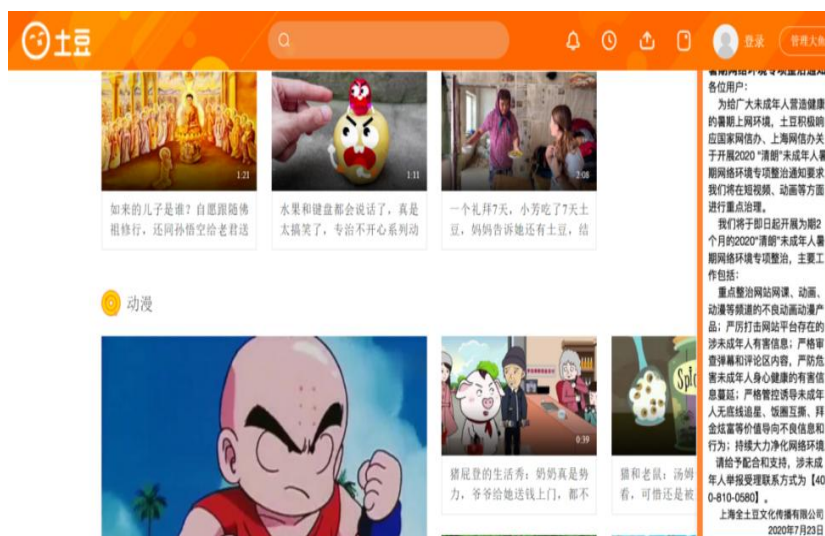 土豆
登录
管理大鱼
1:21
1:11
2:08
如来的儿子是谁？自愿跟随佛
祖修行，还同孙悟空给老君送
水果和键盘都会说话了，真是
太搞笑了，专治不开心系列动
一个礼拜7天，小芳吃了7天土
豆，妈妈告诉她还有土豆，结
动漫
0:39
Spi
猪屁登的生活秀：奶奶真是势
力，爷爷给她送钱上门，都不
猫和老鼠：汤姆
看，可惜还是被
暑期网络环境专项整治通知
各位用户：
为给广大未成年人营造健康
的暑期上网环境，土豆积极响
应国家网信办、上海网信办关
于开展2020 “清朗”未成年人暑
期网络环境专项整治通知要求
我们将在短视频、动画等方面
进行重点治理。
我们将于即日起开展为期2
个月的2020“清朗”未成年人暑
期网络环境专项整治，主要工
作包括：
重点整治网站网课、动画、
动漫等频道的不良动画动漫产
品；严厉打击网站平台存在的
涉未成年人有害信息；严格审
查弹幕和评论区内容，严防危
害未成年人身心健康的有害信
息蔓延；严格管控诱导未成年
人无底线追星、饭圈互撕、拜
金炫富等价值导向不良信息和
行为；持续大力净化网络环境
请给予配合和支持，涉未成
年人举报受理联系方式为【40
0-810-0580】。
上海全土豆文化传播有限公司
2020年7月23日